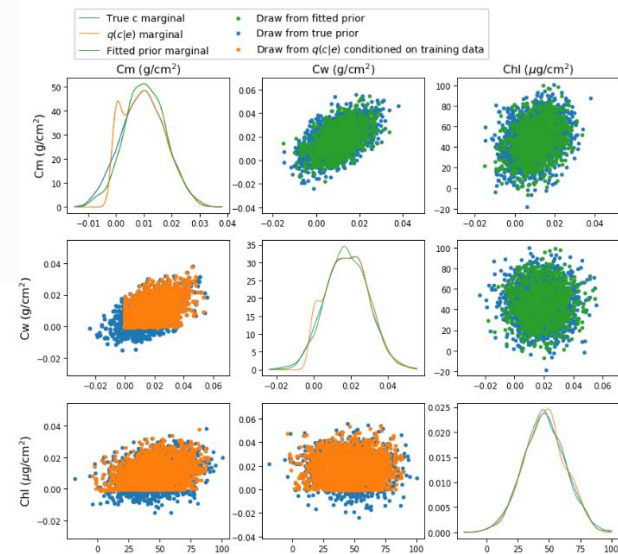 True c marginal
q(c|e) marginal
Fitted prior marginal
Draw from fitted prior
Draw from true prior
Draw from q(c|e) conditioned on training data
Cm (g/cm²) Cw (g/cm²) Chl (μg/cm²)
Cm (g/cm²)
50
40
30
20
10
0
−0.01 0.00 0.01 0.02 0.03 0.04
0.06
0.04
0.02
0.00
−0.02
−0.04
−0.02 0.00 0.02 0.04
100
80
60
40
20
0
−20
−0.02 0.00 0.02 0.04
Cw (g/cm²)
0.04
0.02
0.00
−0.02
−0.02 0.00 0.02 0.04 0.06
35
30
25
20
15
10
5
0
−0.02 0.00 0.02 0.04
100
80
60
40
20
0
−20
−0.02 0.00 0.02 0.04 0.06
Chl (μg/cm²)
0.04
0.02
0.00
−0.02
0 25 50 75 100
0.06
0.04
0.02
0.00
−0.02
−0.04
0 25 50 75 100
0.025
0.020
0.015
0.010
0.005
0.000
0 25 50 75 100